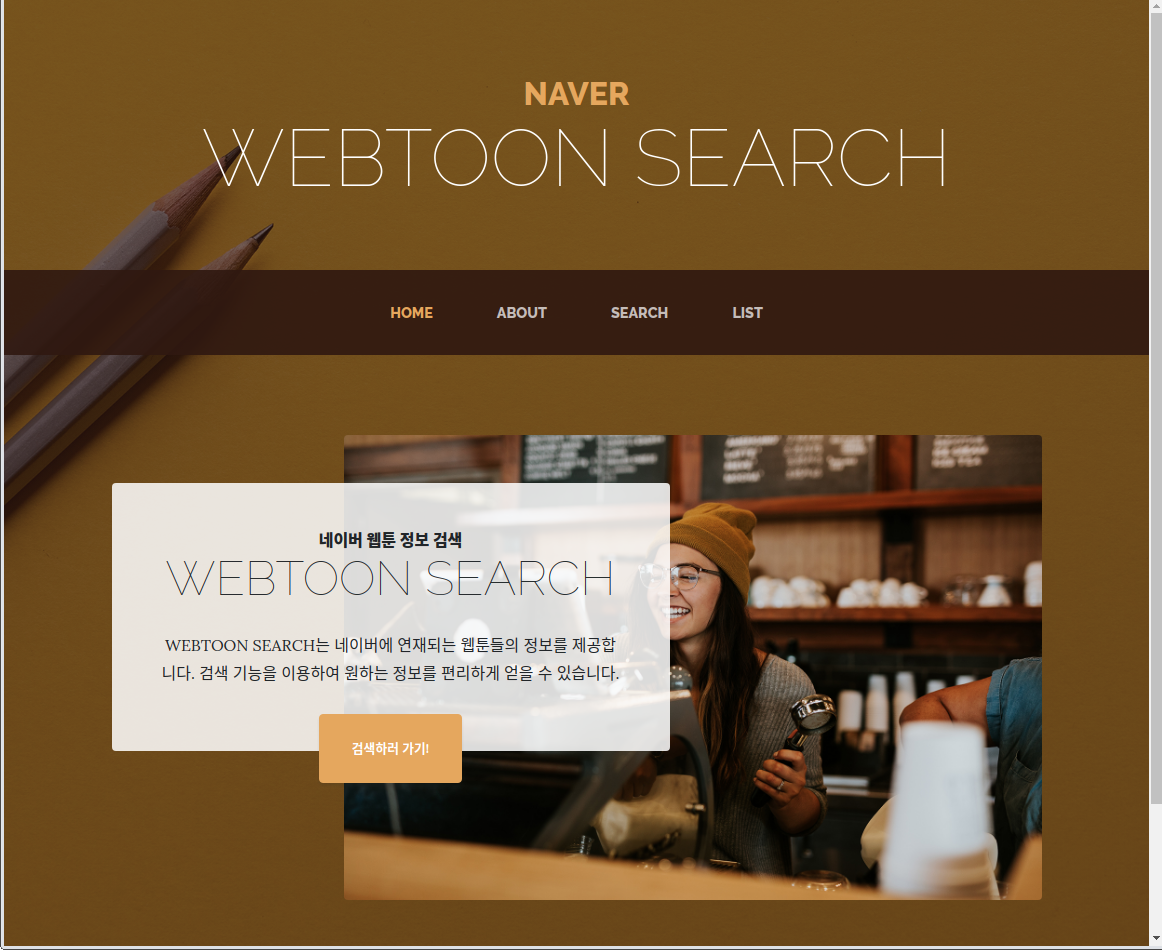 NAVER
WEBTOON SEARCH
HOME ABOUT SEARCH LIST
네이버 웹툰 정보 검색
WEBTOON SEARCH
WEBTOON SEARCH는 네이버에 연재되는 웹툰들의 정보를 제공합
니다. 검색 기능을 이용하여 원하는 정보를 편리하게 얻을 수 있습니다.
검색하러 가기!